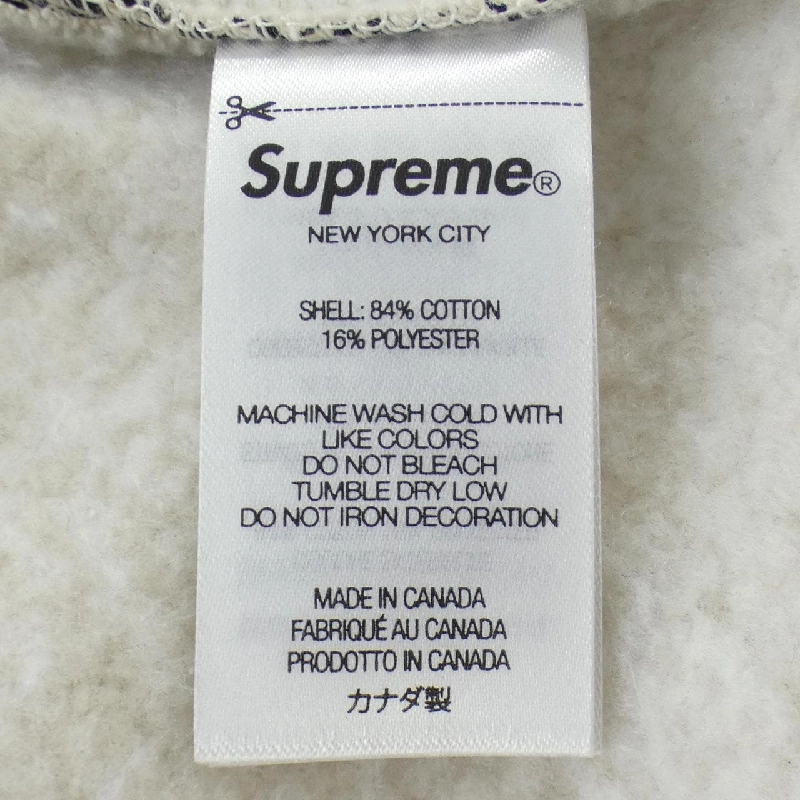 Supreme®
NEW YORK CITY
SHELL: 84% COTTON
16% POLYESTER
MACHINE WASH COLD WITH
LIKE COLORS
DO NOT BLEACH
TUMBLE DRY LOW
DO NOT IRON DECORATION
MADE IN CANADA
FABRIQUÉ AU CANADA
PRODOTTO IN CANADA
カナダ製